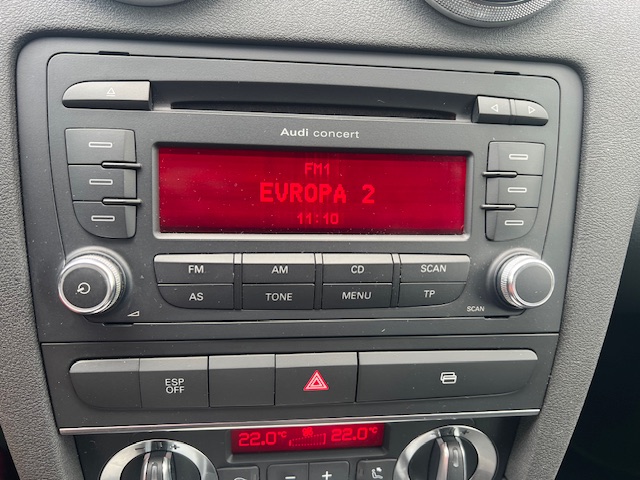 Audi concert
FM1
EVROPA 2
11:10
FM AM CD SCAN
AS TONE MENU TP
SCAN
ESP OFF
22.0°C 22.0°C